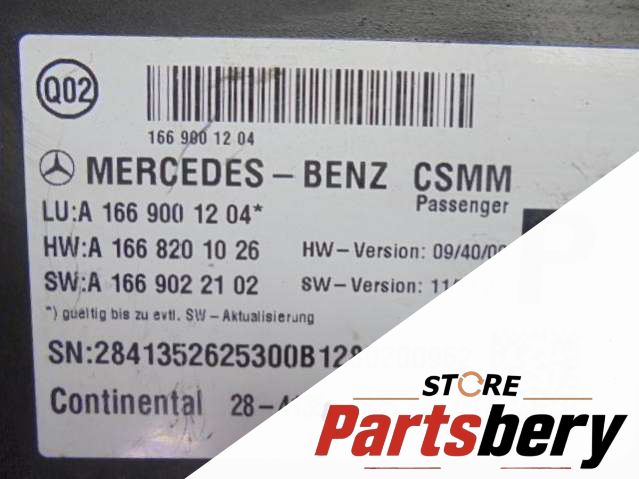 Q02
166 900 12 04
MERCEDES – BENZ CSMM
Passenger
LU:A 166 900 12 04*
HW:A 166 820 10 26 HW–Version: 09/40/00
SW:A 166 902 21 02 SW–Version: 11/
*) gueltig bis zu evtl. SW – Aktualisierung
SN:2841352625300B12
Continental 28–
STORE
Partsbery